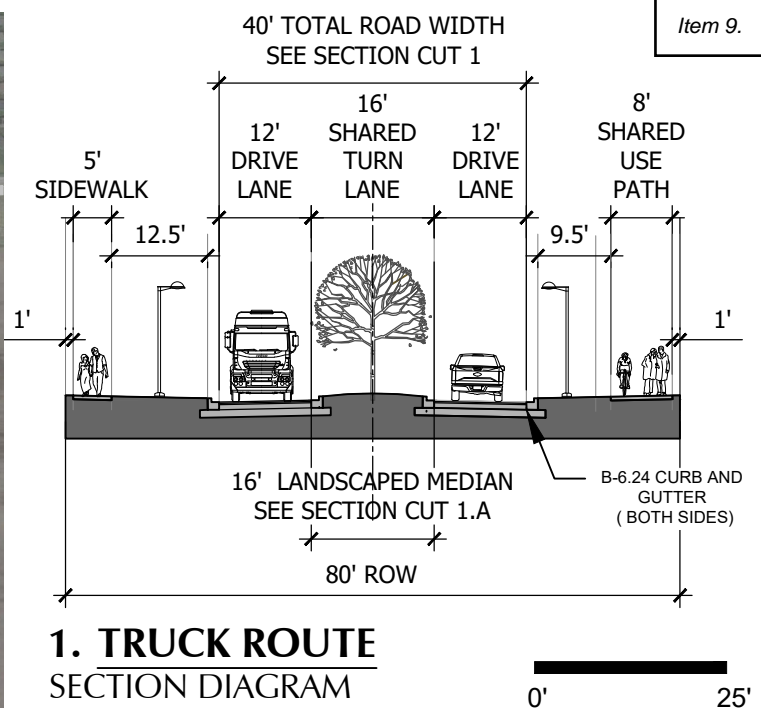 Item 9.
40' TOTAL ROAD WIDTH
SEE SECTION CUT 1
5'
SIDEWALK
12'
DRIVE
LANE
16'
SHARED
TURN
LANE
12'
DRIVE
LANE
8'
SHARED
USE
PATH
12.5'
9.5'
1'
1'
16' LANDSCAPED MEDIAN
SEE SECTION CUT 1.A
B-6.24 CURB AND
GUTTER
( BOTH SIDES)
80' ROW
1. TRUCK ROUTE
SECTION DIAGRAM
0'
25'